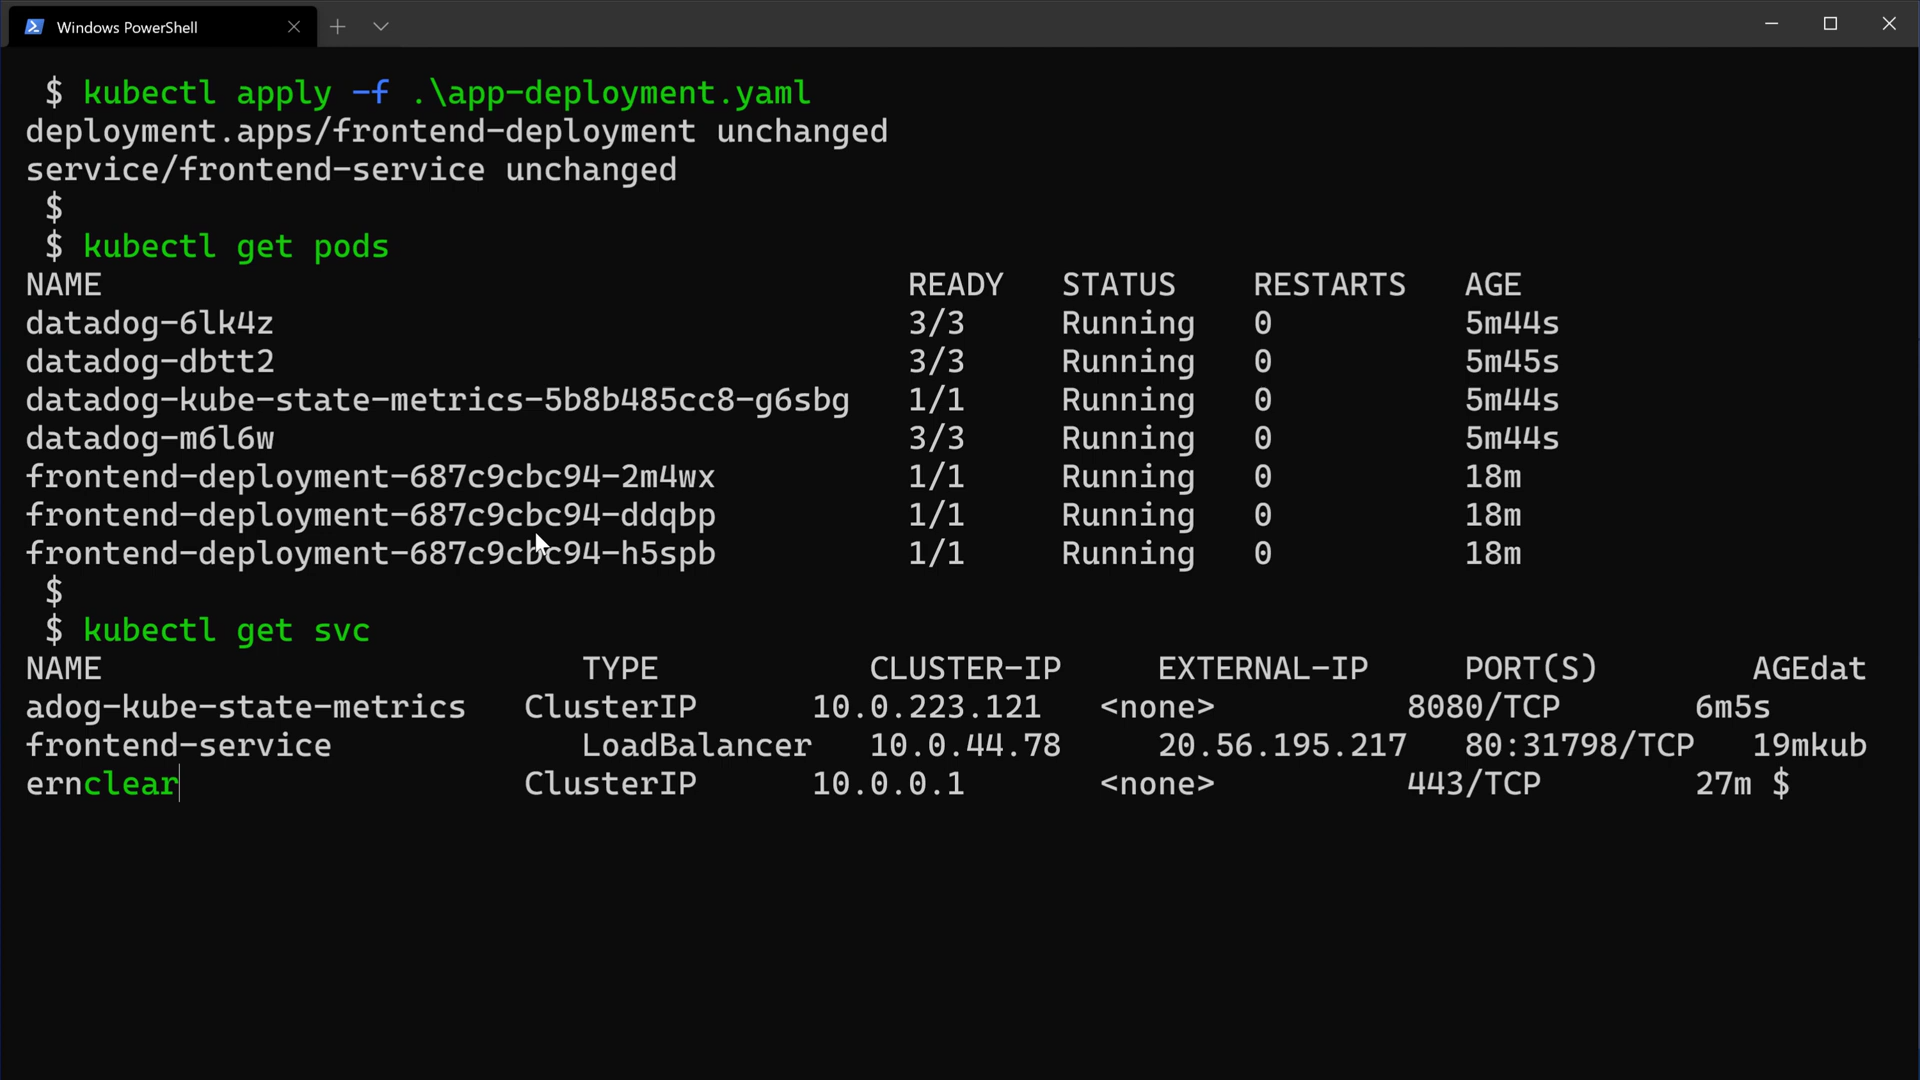 Windows PowerShell
$ kubectl apply -f .\app-deployment.yaml
deployment.apps/frontend-deployment unchanged
service/frontend-service unchanged
$
$ kubectl get pods
NAME READY STATUS RESTARTS AGE
datadog-6lk4z 3/3 Running 0 5m44s
datadog-dbtt2 3/3 Running 0 5m45s
datadog-kube-state-metrics-5b8b485cc8-g6sbg 1/1 Running 0 5m44s
datadog-m6l6w 3/3 Running 0 5m44s
frontend-deployment-687c9cbc94-2m4wx 1/1 Running 0 18m
frontend-deployment-687c9cbc94-ddqbp 1/1 Running 0 18m
frontend-deployment-687c9cbc94-h5spb 1/1 Running 0 18m
$
$ kubectl get svc
NAME TYPE CLUSTER-IP EXTERNAL-IP PORT(S) AGEdat
adog-kube-state-metrics ClusterIP 10.0.223.121 <none> 8080/TCP 6m5s
frontend-service LoadBalancer 10.0.44.78 20.56.195.217 80:31798/TCP 19mkub
ernclear ClusterIP 10.0.0.1 <none> 443/TCP 27m $